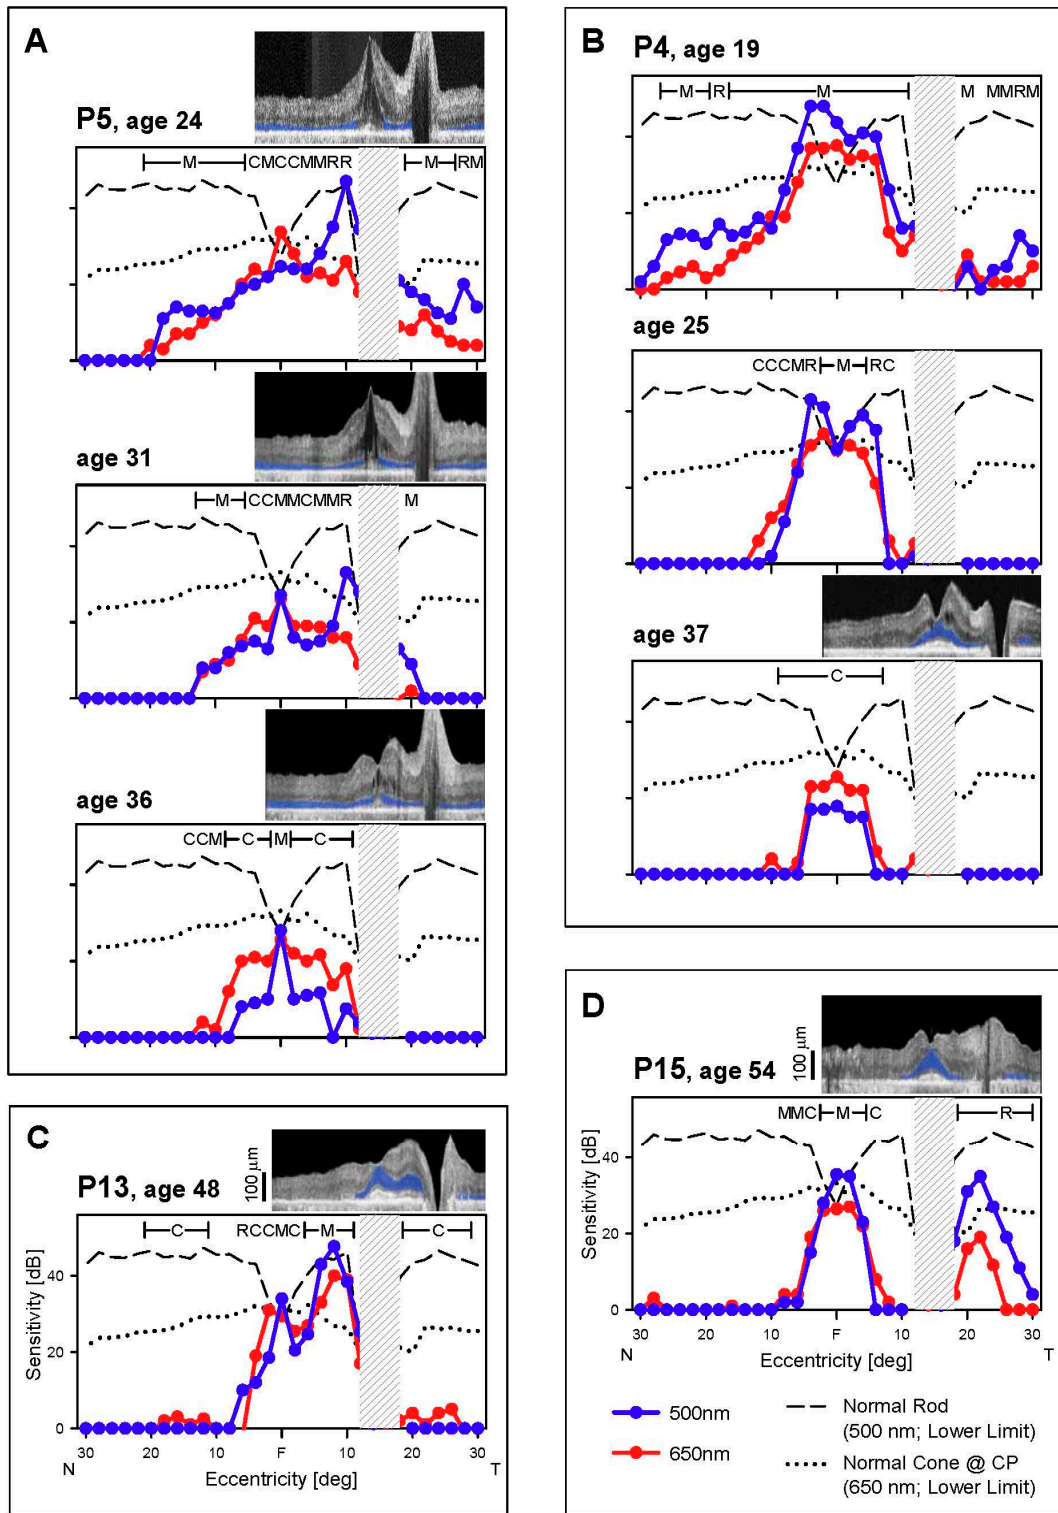 A
P5, age 24
M CMCCMMRR M RM
age 31
M CCMMCMMR M
age 36
CCM C M C
B
P4, age 19
M R M M MMRM
age 25
CCCMR M RC
age 37
C
C
P13, age 48
100 µm
C RCCMC M C
Sensitivity [dB]
40
20
0
30 20 10 F 10 20 30
N Eccentricity [deg] T
D
P15, age 54
100 µm
MMC M C R
Sensitivity [dB]
40
20
0
30 20 10 F 10 20 30
N Eccentricity [deg] T
500nm
650nm
Normal Rod
(500 nm; Lower Limit)
Normal Cone @ CP
(650 nm; Lower Limit)